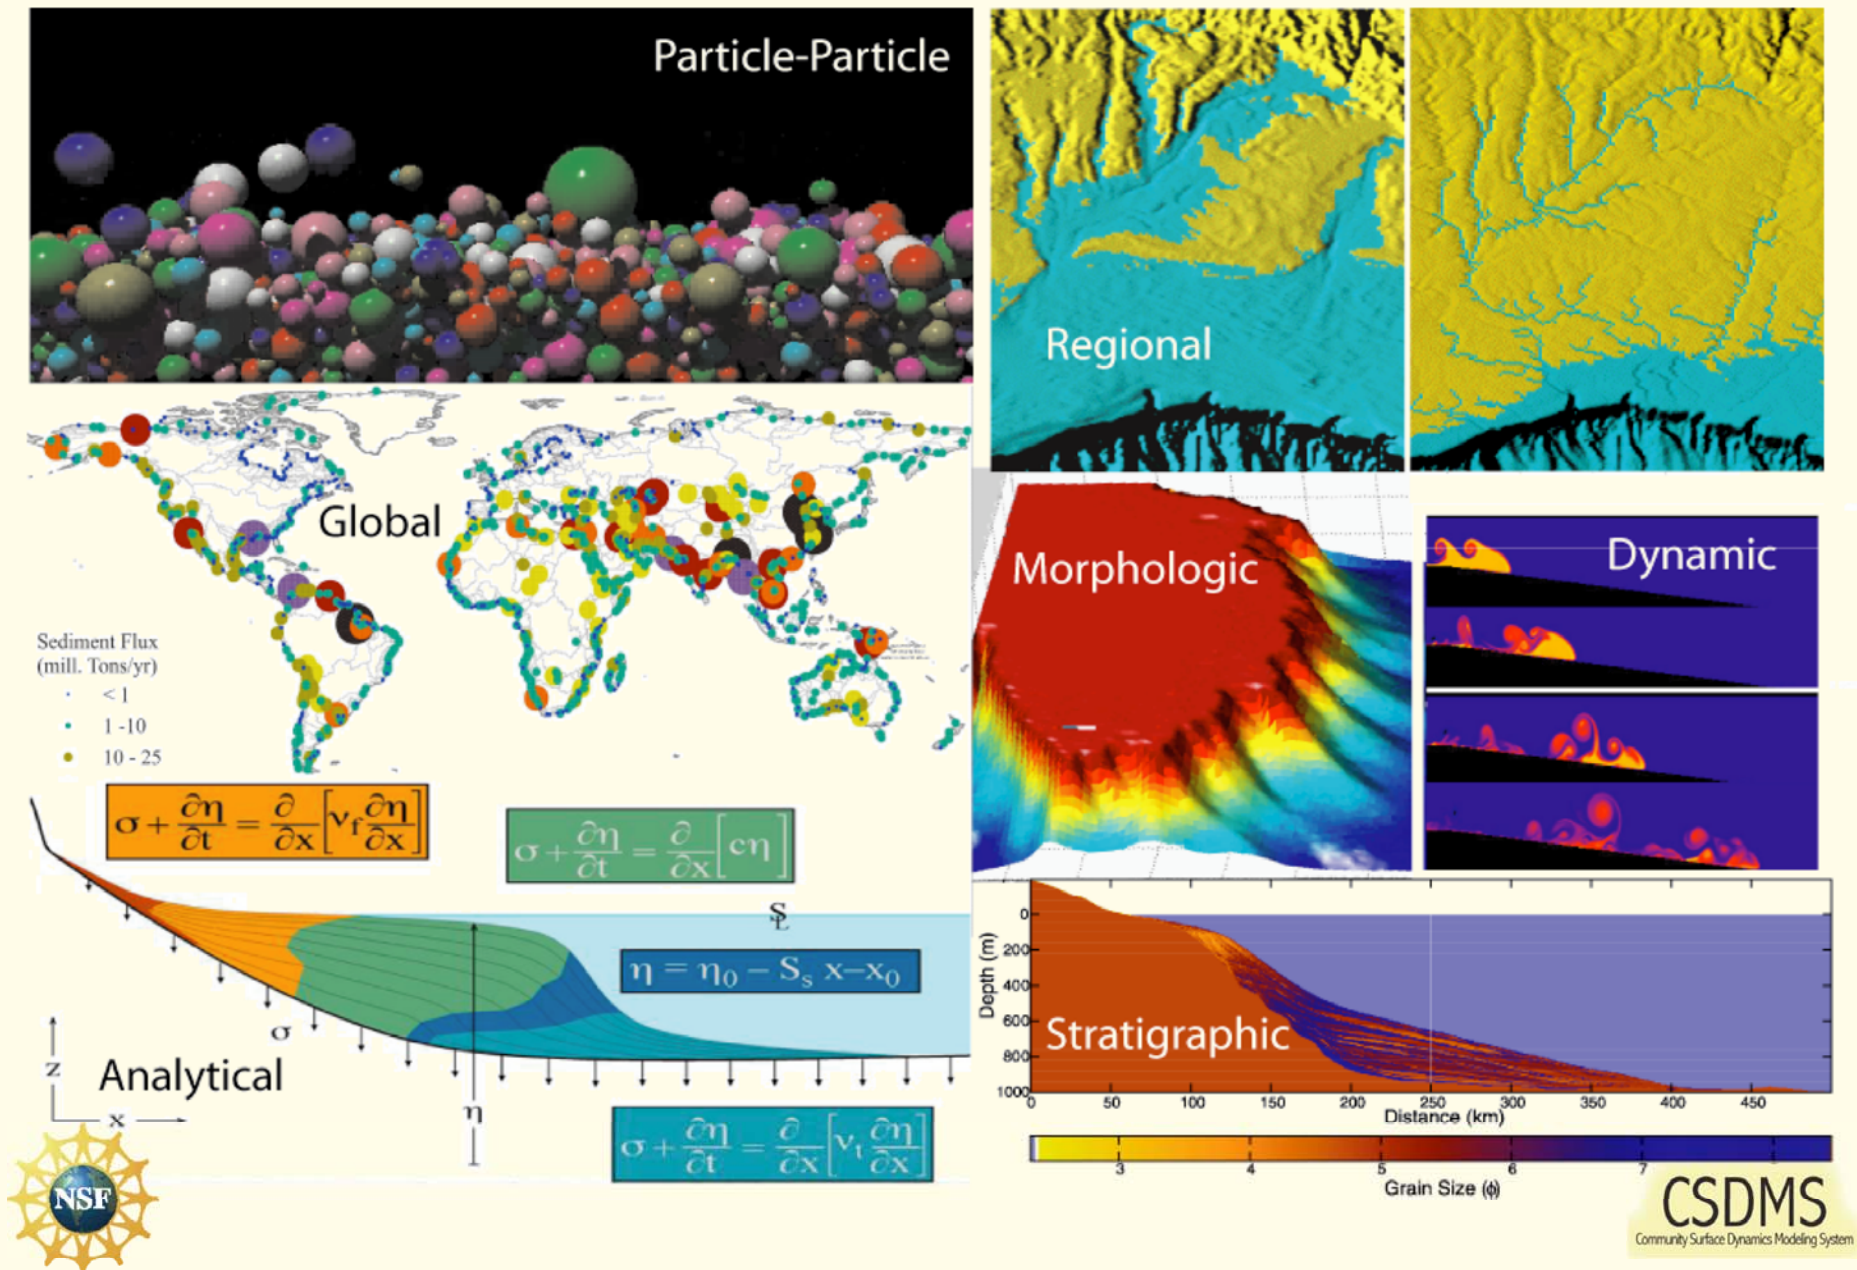 Particle-Particle
Regional
Global
Sediment Flux
(mill. Tons/yr)
< 1
1 -10
10 - 25
Morphologic
Dynamic
σ + ∂η/∂t = ∂/∂x [ν_f ∂η/∂x]
σ + ∂η/∂t = ∂/∂x [cη]
SL
η = η₀ − Sₛ x−x₀
σ
Analytical
z
x
η
σ + ∂η/∂t = ∂/∂x [ν_t ∂η/∂x]
Depth (m)
0
200
400
600
800
1000
Stratigraphic
0 50 100 150 200 250 300 350 400 450
Distance (km)
3 4 5 6 7
Grain Size (ϕ)
NSF
CSDMS
Community Surface Dynamics Modeling System